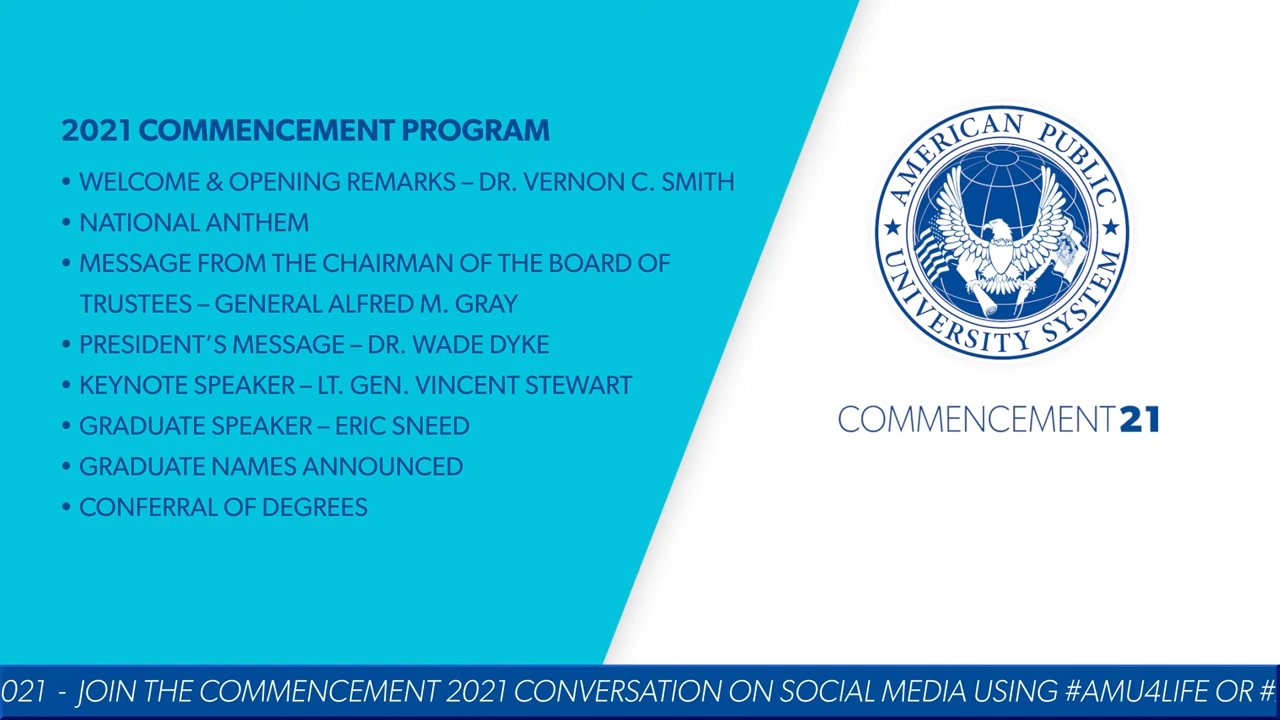 2021 COMMENCEMENT PROGRAM
• WELCOME & OPENING REMARKS – DR. VERNON C. SMITH
• NATIONAL ANTHEM
• MESSAGE FROM THE CHAIRMAN OF THE BOARD OF
TRUSTEES – GENERAL ALFRED M. GRAY
• PRESIDENT'S MESSAGE – DR. WADE DYKE
• KEYNOTE SPEAKER – LT. GEN. VINCENT STEWART
• GRADUATE SPEAKER – ERIC SNEED
• GRADUATE NAMES ANNOUNCED
• CONFERRAL OF DEGREES
AMERICAN PUBLIC
UNIVERSITY SYSTEM
COMMENCEMENT21
021 - JOIN THE COMMENCEMENT 2021 CONVERSATION ON SOCIAL MEDIA USING #AMU4LIFE OR #